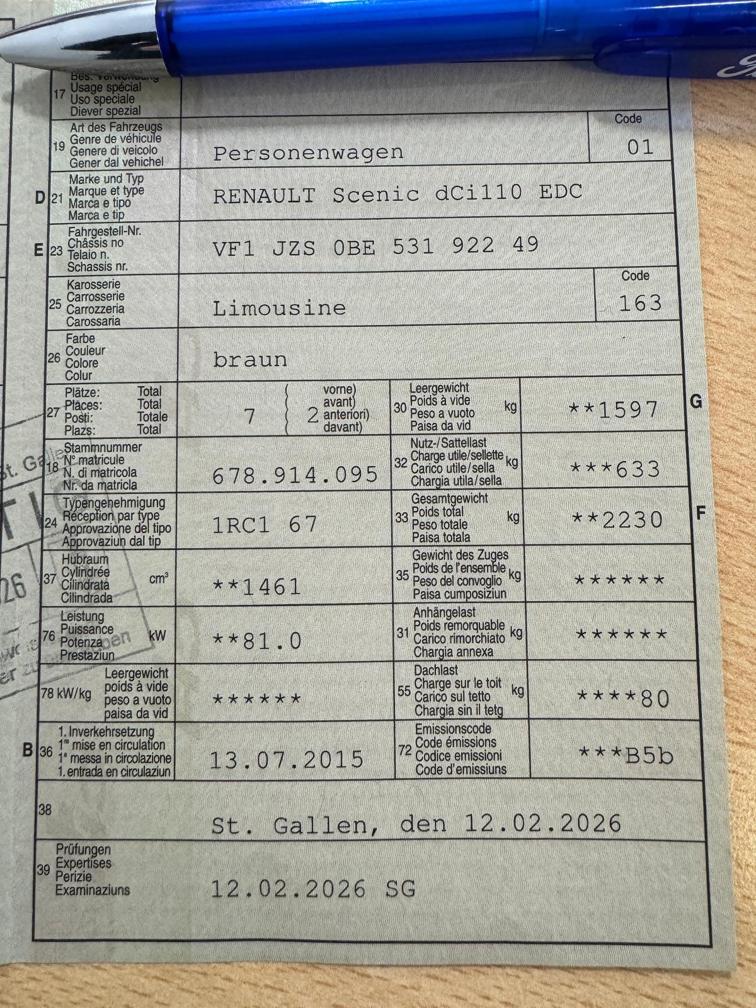 17 Usage spécial
Uso speciale
Diever spezial
Art des Fahrzeugs
19 Genre de véhicule
Genere di veicolo
Gener dal vehichel
Personenwagen
Code
01
Marke und Typ
D 21 Marque et type
Marca e tipo
Marca e tip
RENAULT Scenic dCi110 EDC
Fahrgestell-Nr.
E 23 Châssis no
Telaio n.
Schassis nr.
VF1 JZS 0BE 531 922 49
Karosserie
25 Carrosserie
Carrozzeria
Carossaria
Limousine
Code
163
Farbe
26 Couleur
Colore
Colur
braun
Plätze: Total
27 Places: Total
Posti: Totale
Plazs: Total
7 ( 2
vorne)
avant)
anteriori)
davant)
Leergewicht
30 Poids à vide kg
Peso a vuoto
Paisa da vid
**1597
G
Stammnummer
18 N° matricule
N. di matricola
Nr. da matricla
678.914.095
Nutz-/Sattellast
32 Charge utile/sellette kg
Carico utile/sella
Chargia utila/sella
***633
Typengenehmigung
24 Réception par type
Approvazione del tipo
Approvaziun dal tip
1RC1 67
Gesamtgewicht
33 Poids total kg
Peso totale
Paisa totala
**2230
F
Hubraum
37 Cylindrée cm³
Cilindrata
Cilindrada
**1461
Gewicht des Zuges
35 Poids de l'ensemble kg
Peso del convoglio
Paisa cumposiziun
******
Leistung
76 Puissance kW
Potenza
Prestaziun
**81.0
Anhängelast
31 Poids remorquable kg
Carico rimorchiato
Chargia annexa
******
Leergewicht
78 kW/kg poids à vide
peso a vuoto
paisa da vid
******
Dachlast
55 Charge sur le toit kg
Carico sul tetto
Chargia sin il tetg
****80
1. Inverkehrsetzung
B 36 1re mise en circulation
1a messa in circolazione
1. entrada en circulaziun
13.07.2015
Emissionscode
72 Code émissions
Codice emissioni
Code d'emissiuns
***B5b
38
St. Gallen, den 12.02.2026
Prüfungen
39 Expertises
Perizie
Examinaziuns
12.02.2026 SG